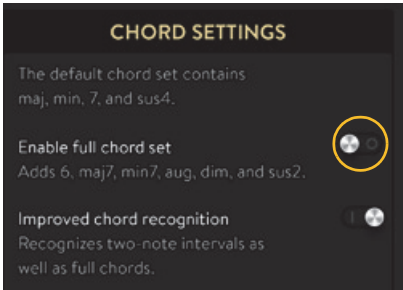 CHORD SETTINGS
The default chord set contains
maj, min, 7, and sus4.
Enable full chord set
Adds 6, maj7, min7, aug, dim, and sus2.
Improved chord recognition
Recognizes two-note intervals as
well as full chords.